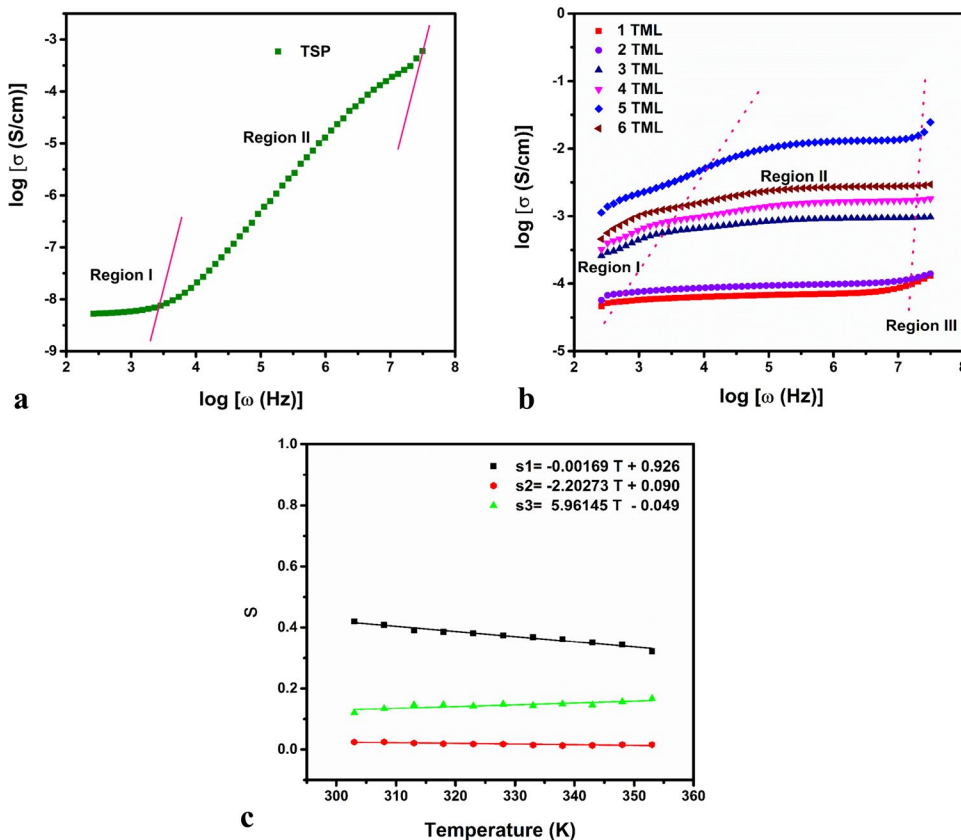 TSP
Region II
Region I
-3
-4
-5
-6
-7
-8
-9
log [σ (S/cm)]
2 3 4 5 6 7 8
log [ω (Hz)]
a
1 TML
2 TML
3 TML
4 TML
5 TML
6 TML
Region II
Region I
Region III
0
-1
-2
-3
-4
-5
log [σ (S/cm)]
2 3 4 5 6 7 8
log [ω (Hz)]
b
s1= -0.00169 T + 0.926
s2= -2.20273 T + 0.090
s3= 5.96145 T - 0.049
1.0
0.8
0.6
0.4
0.2
0.0
S
300 310 320 330 340 350 360
Temperature (K)
c